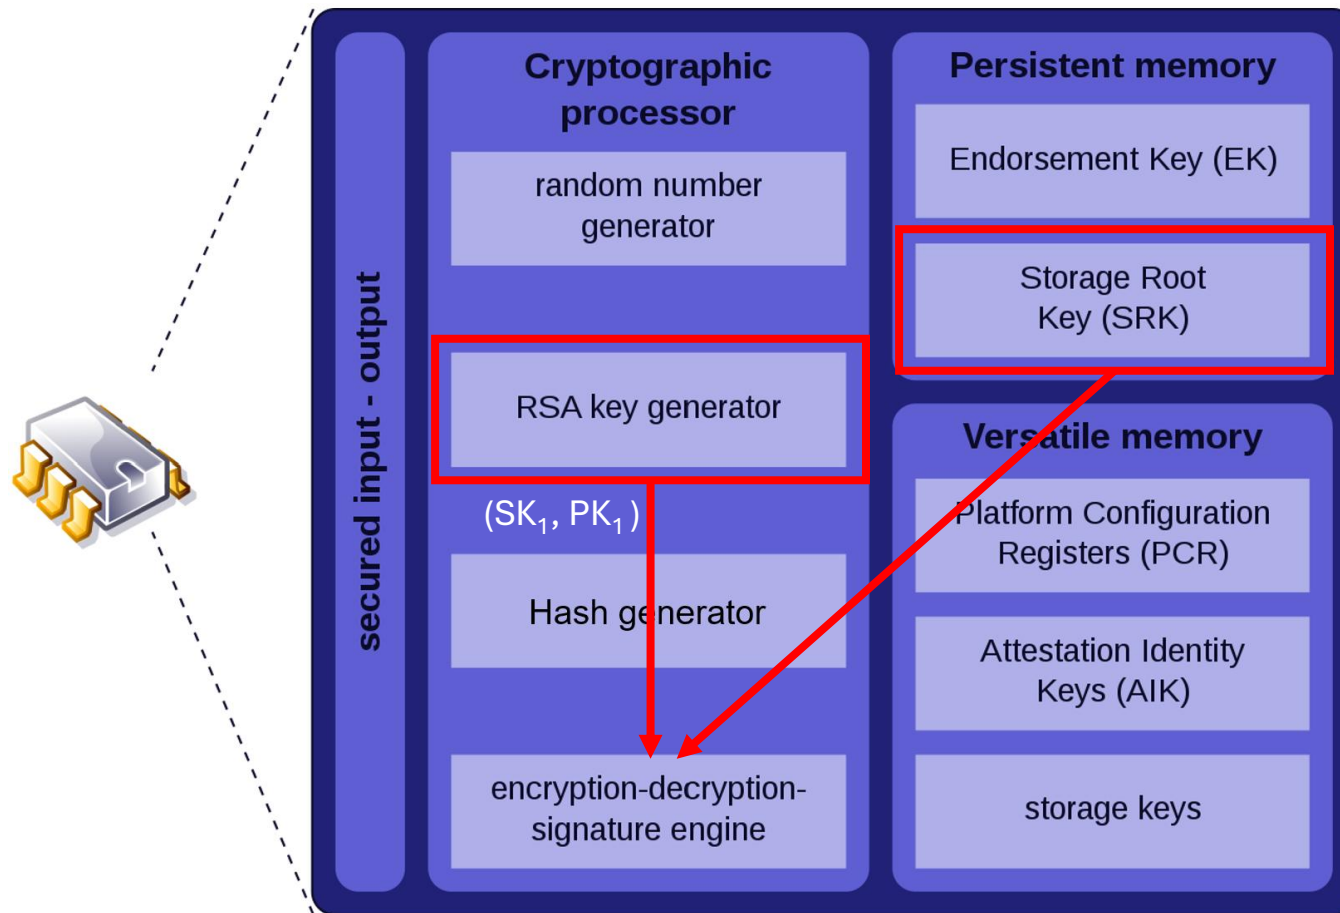 secured input - output
Cryptographic
processor
random number
generator
RSA key generator
(SK₁, PK₁ )
Hash generator
encryption-decryption-
signature engine
Persistent memory
Endorsement Key (EK)
Storage Root
Key (SRK)
Versatile memory
Platform Configuration
Registers (PCR)
Attestation Identity
Keys (AIK)
storage keys